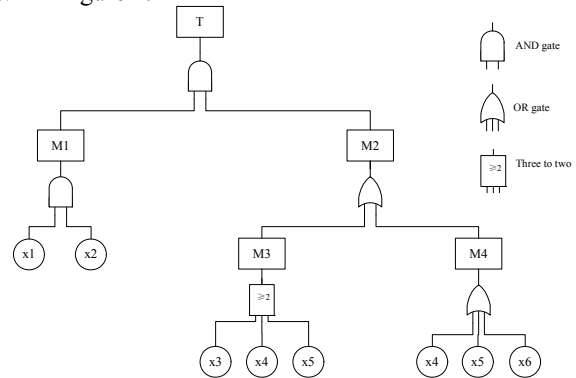 T
AND gate
OR gate
M1
M2
≥2
Three to two
x1
x2
M3
M4
≥2
x3
x4
x5
x4
x5
x6